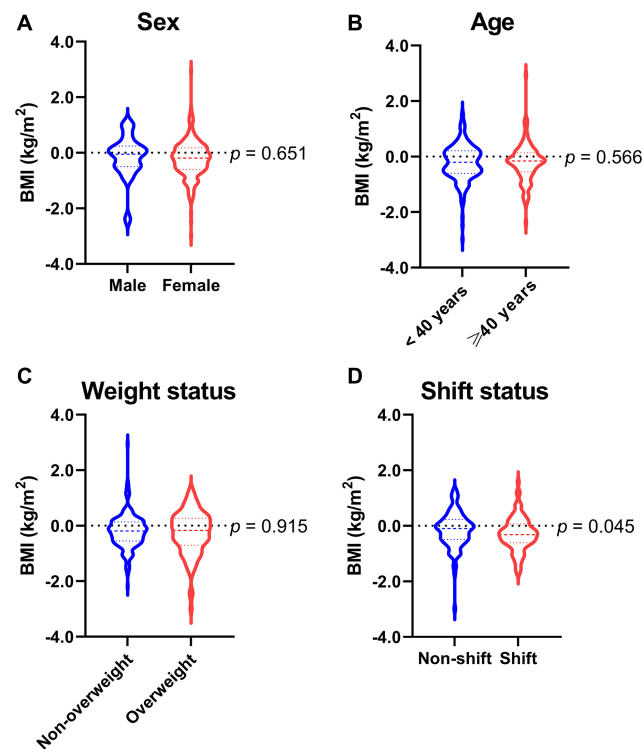 A
Sex
BMI (kg/m²)
4.0
2.0
0.0
-2.0
-4.0
p = 0.651
Male Female
B
Age
BMI (kg/m²)
4.0
2.0
0.0
-2.0
-4.0
p = 0.566
< 40 years
⩾40 years
C
Weight status
BMI (kg/m²)
4.0
2.0
0.0
-2.0
-4.0
p = 0.915
Non-overweight
Overweight
D
Shift status
BMI (kg/m²)
4.0
2.0
0.0
-2.0
-4.0
p = 0.045
Non-shift Shift